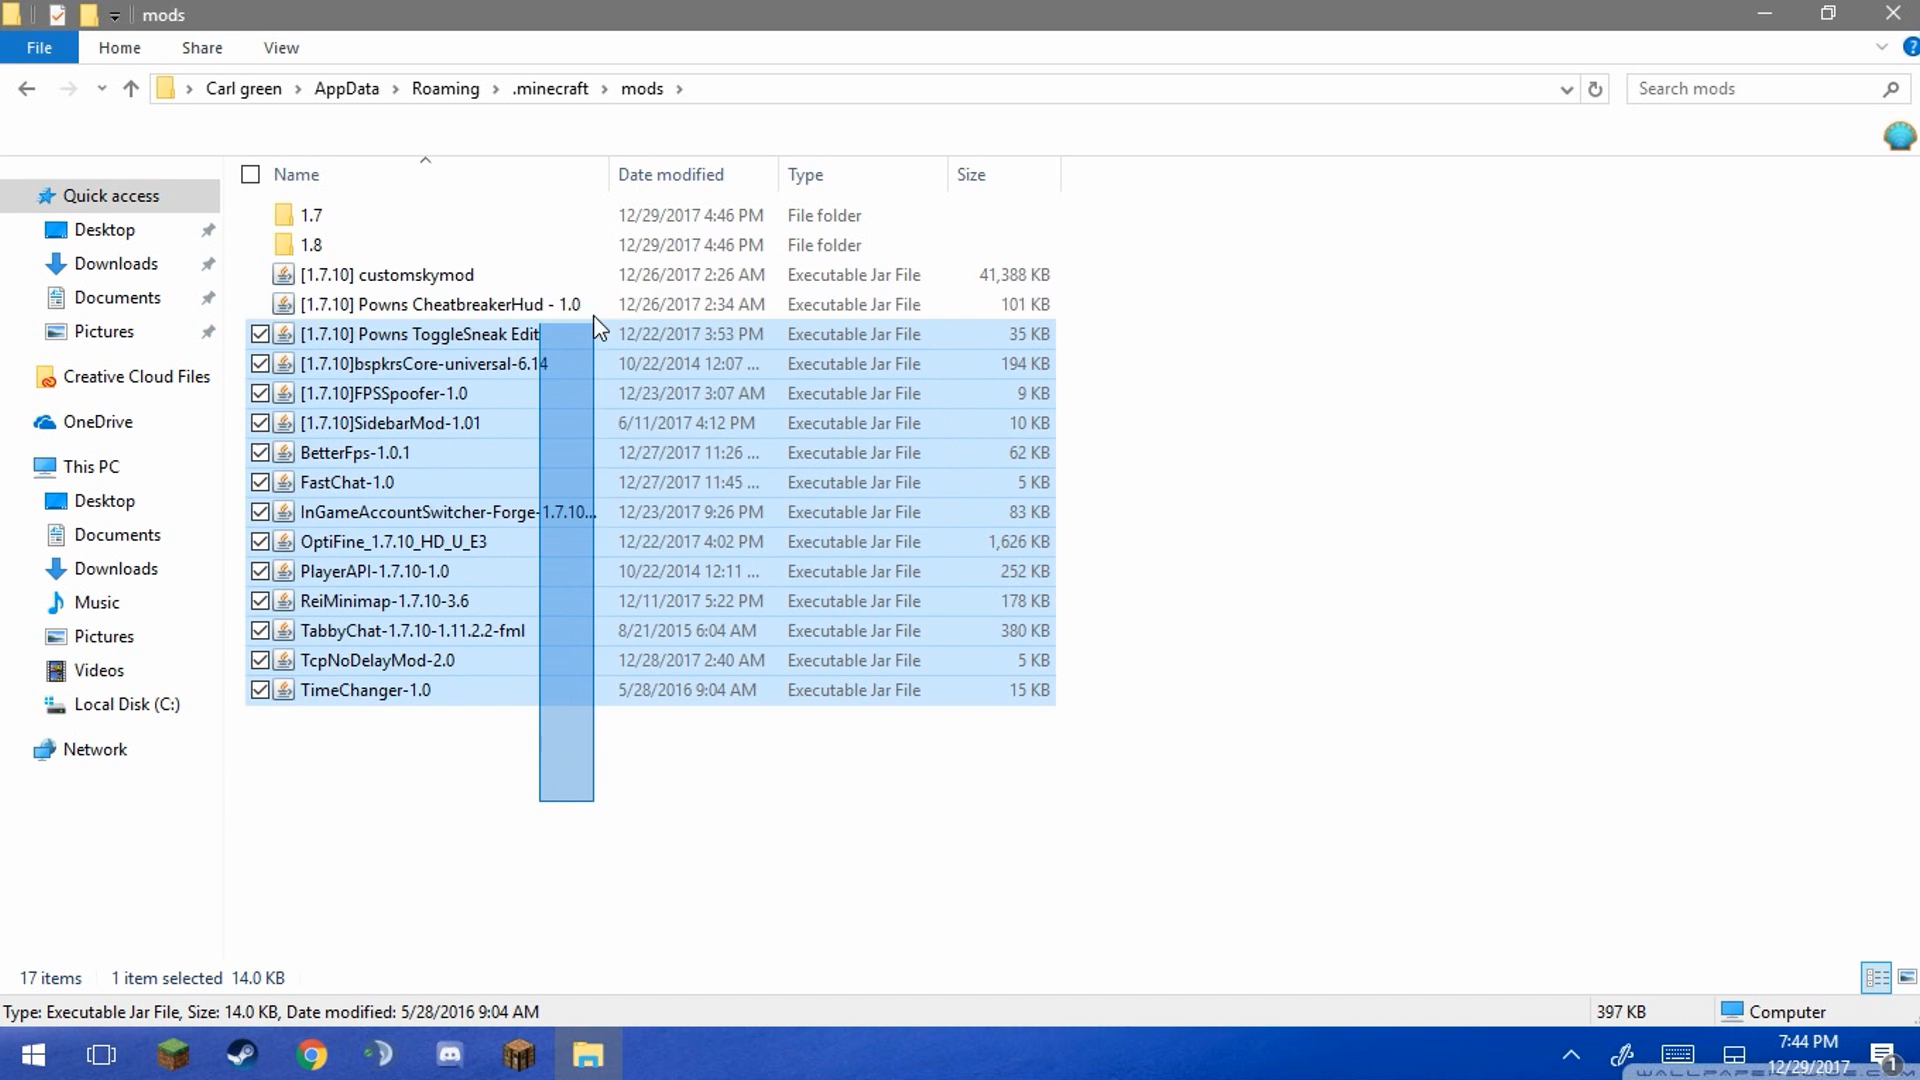 mods
File Home Share View
Carl green AppData Roaming .minecraft mods Search mods
Name Date modified Type Size
Quick access
Desktop
Downloads
Documents
Pictures
Creative Cloud Files
OneDrive
This PC
Desktop
Documents
Downloads
Music
Pictures
Videos
Local Disk (C:)
Network
1.7 12/29/2017 4:46 PM File folder
1.8 12/29/2017 4:46 PM File folder
[1.7.10] customskymod 12/26/2017 2:26 AM Executable Jar File 41,388 KB
[1.7.10] Powns CheatbreakerHud - 1.0 12/26/2017 2:34 AM Executable Jar File 101 KB
[1.7.10] Powns ToggleSneak Edit 12/22/2017 3:53 PM Executable Jar File 35 KB
[1.7.10]bspkrsCore-universal-6.14 10/22/2014 12:07 ... Executable Jar File 194 KB
[1.7.10]FPSSpoofer-1.0 12/23/2017 3:07 AM Executable Jar File 9 KB
[1.7.10]SidebarMod-1.01 6/11/2017 4:12 PM Executable Jar File 10 KB
BetterFps-1.0.1 12/27/2017 11:26 ... Executable Jar File 62 KB
FastChat-1.0 12/27/2017 11:45 ... Executable Jar File 5 KB
InGameAccountSwitcher-Forge-1.7.10... 12/23/2017 9:26 PM Executable Jar File 83 KB
OptiFine_1.7.10_HD_U_E3 12/22/2017 4:02 PM Executable Jar File 1,626 KB
PlayerAPI-1.7.10-1.0 10/22/2014 12:11 ... Executable Jar File 252 KB
ReiMinimap-1.7.10-3.6 12/11/2017 5:22 PM Executable Jar File 178 KB
TabbyChat-1.7.10-1.11.2.2-fml 8/21/2015 6:04 AM Executable Jar File 380 KB
TcpNoDelayMod-2.0 12/28/2017 2:40 AM Executable Jar File 5 KB
TimeChanger-1.0 5/28/2016 9:04 AM Executable Jar File 15 KB
17 items 1 item selected 14.0 KB
Type: Executable Jar File, Size: 14.0 KB, Date modified: 5/28/2016 9:04 AM 397 KB Computer
7:44 PM
12/29/2017
1